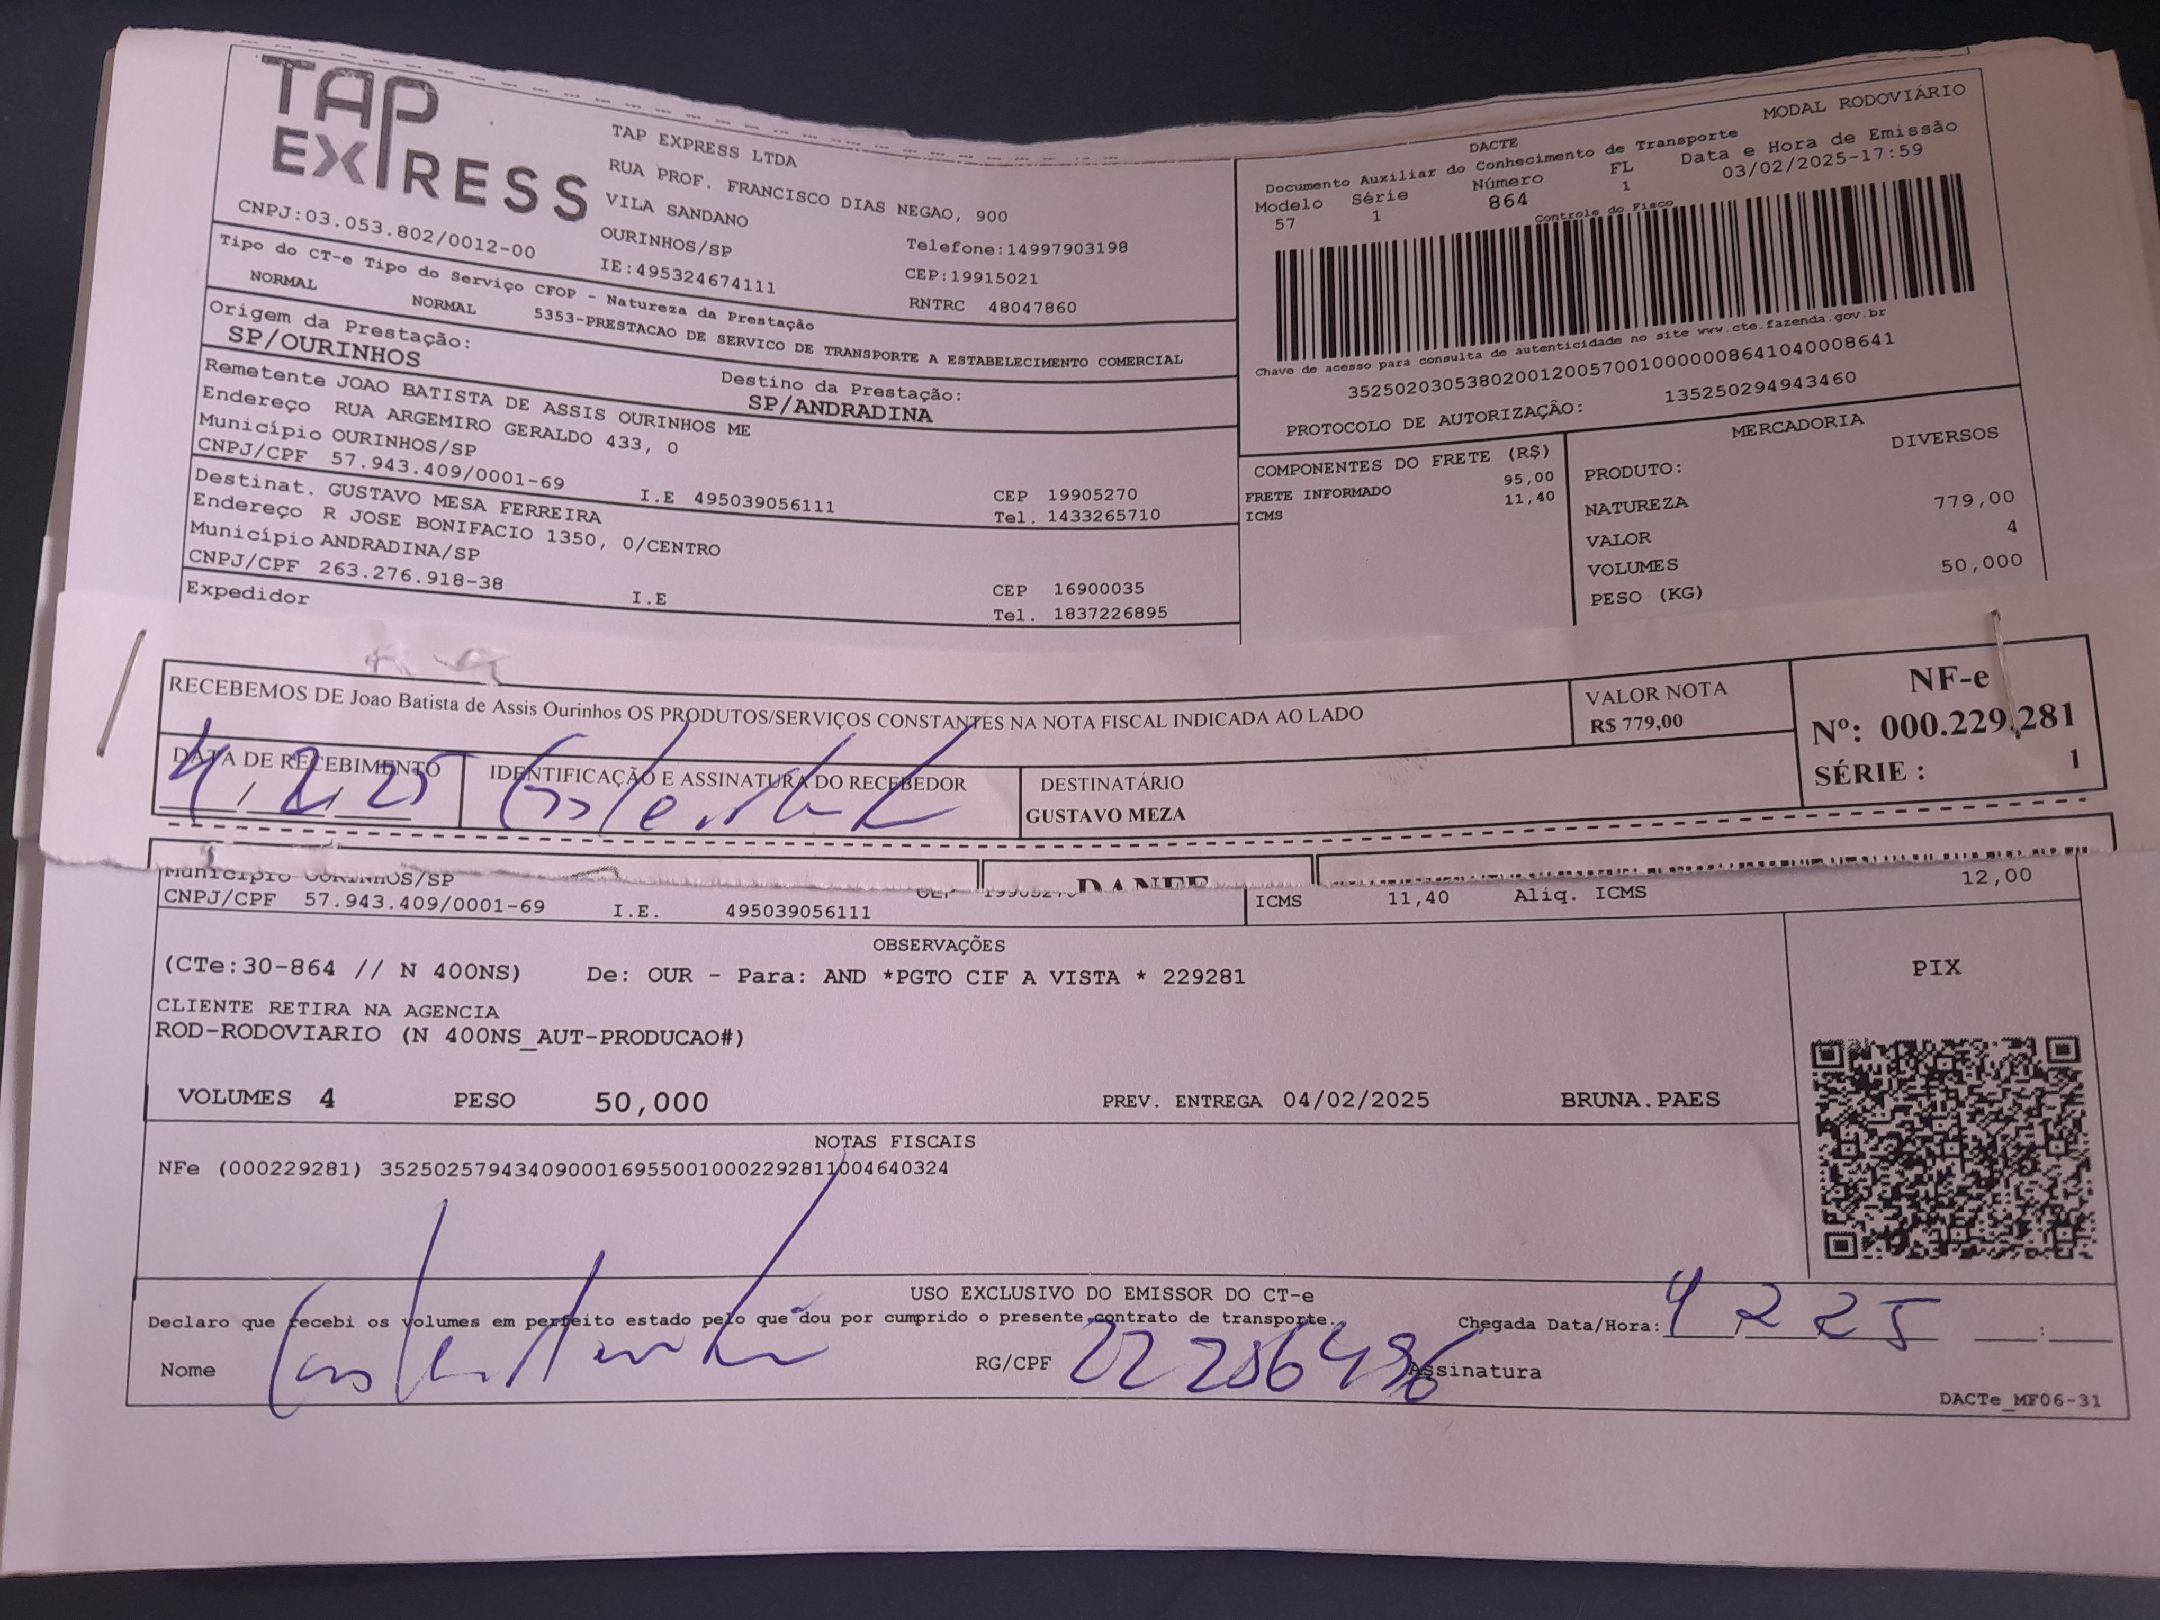 TAP
EXPRESS
TAP EXPRESS LTDA
RUA PROF. FRANCISCO DIAS NEGAO, 900
VILA SANDANO
OURINHOS/SP
Telefone:14997903198
CNPJ:03.053.802/0012-00
IE:495324674111
CEP:19915021
RNTRC 48047860
Tipo do CT-e Tipo do Serviço CFOP - Natureza da Prestação
NORMAL NORMAL 5353-PRESTACAO DE SERVICO DE TRANSPORTE A ESTABELECIMENTO COMERCIAL
Origem da Prestação:
SP/OURINHOS
Destino da Prestação:
SP/ANDRADINA
Remetente JOAO BATISTA DE ASSIS OURINHOS ME
Endereço RUA ARGEMIRO GERALDO 433, 0
Município OURINHOS/SP
CEP 19905270
CNPJ/CPF 57.943.409/0001-69 I.E 495039056111 Tel. 1433265710
Destinat. GUSTAVO MESA FERREIRA
Endereço R JOSE BONIFACIO 1350, 0/CENTRO
Município ANDRADINA/SP
CEP 16900035
CNPJ/CPF 263.276.918-38 I.E Tel. 1837226895
Expedidor
MODAL RODOVIÁRIO
DACTE
Documento Auxiliar do Conhecimento de Transporte
Modelo Série Número FL Data e Hora de Emissão
57 1 864 1 03/02/2025-17:59
Controle do Fisco
Chave de acesso para consulta de autenticidade no site www.cte.fazenda.gov.br
35250203053802001200570010000008641040008641
PROTOCOLO DE AUTORIZAÇÃO: 135250294943460
COMPONENTES DO FRETE (R$)
FRETE INFORMADO 95,00
ICMS 11,40
MERCADORIA
PRODUTO: DIVERSOS
NATUREZA
VALOR 779,00
VOLUMES 4
PESO (KG) 50,000
RECEBEMOS DE Joao Batista de Assis Ourinhos OS PRODUTOS/SERVIÇOS CONSTANTES NA NOTA FISCAL INDICADA AO LADO
VALOR NOTA
R$ 779,00
NF-e
Nº: 000.229.281
SÉRIE : 1
DATA DE RECEBIMENTO
4 / 2 / 25
IDENTIFICAÇÃO E ASSINATURA DO RECEBEDOR
DESTINATÁRIO
GUSTAVO MEZA
DANFE
Município OURINHOS/SP CEP 19905270
CNPJ/CPF 57.943.409/0001-69 I.E. 495039056111
ICMS 11,40 Aliq. ICMS 12,00
OBSERVAÇÕES
(CTe:30-864 // N 400NS) De: OUR - Para: AND *PGTO CIF A VISTA * 229281
CLIENTE RETIRA NA AGENCIA
ROD-RODOVIARIO (N 400NS_AUT-PRODUCAO#)
PIX
VOLUMES 4 PESO 50,000 PREV. ENTREGA 04/02/2025 BRUNA.PAES
NOTAS FISCAIS
NFe (000229281) 35250257943409000169550010002292811004640324
USO EXCLUSIVO DO EMISSOR DO CT-e
Declaro que recebi os volumes em perfeito estado pelo que dou por cumprido o presente contrato de transporte.
Chegada Data/Hora: 4 2 25 __:__
Nome RG/CPF 22286496 Assinatura
DACTe_MF06-31